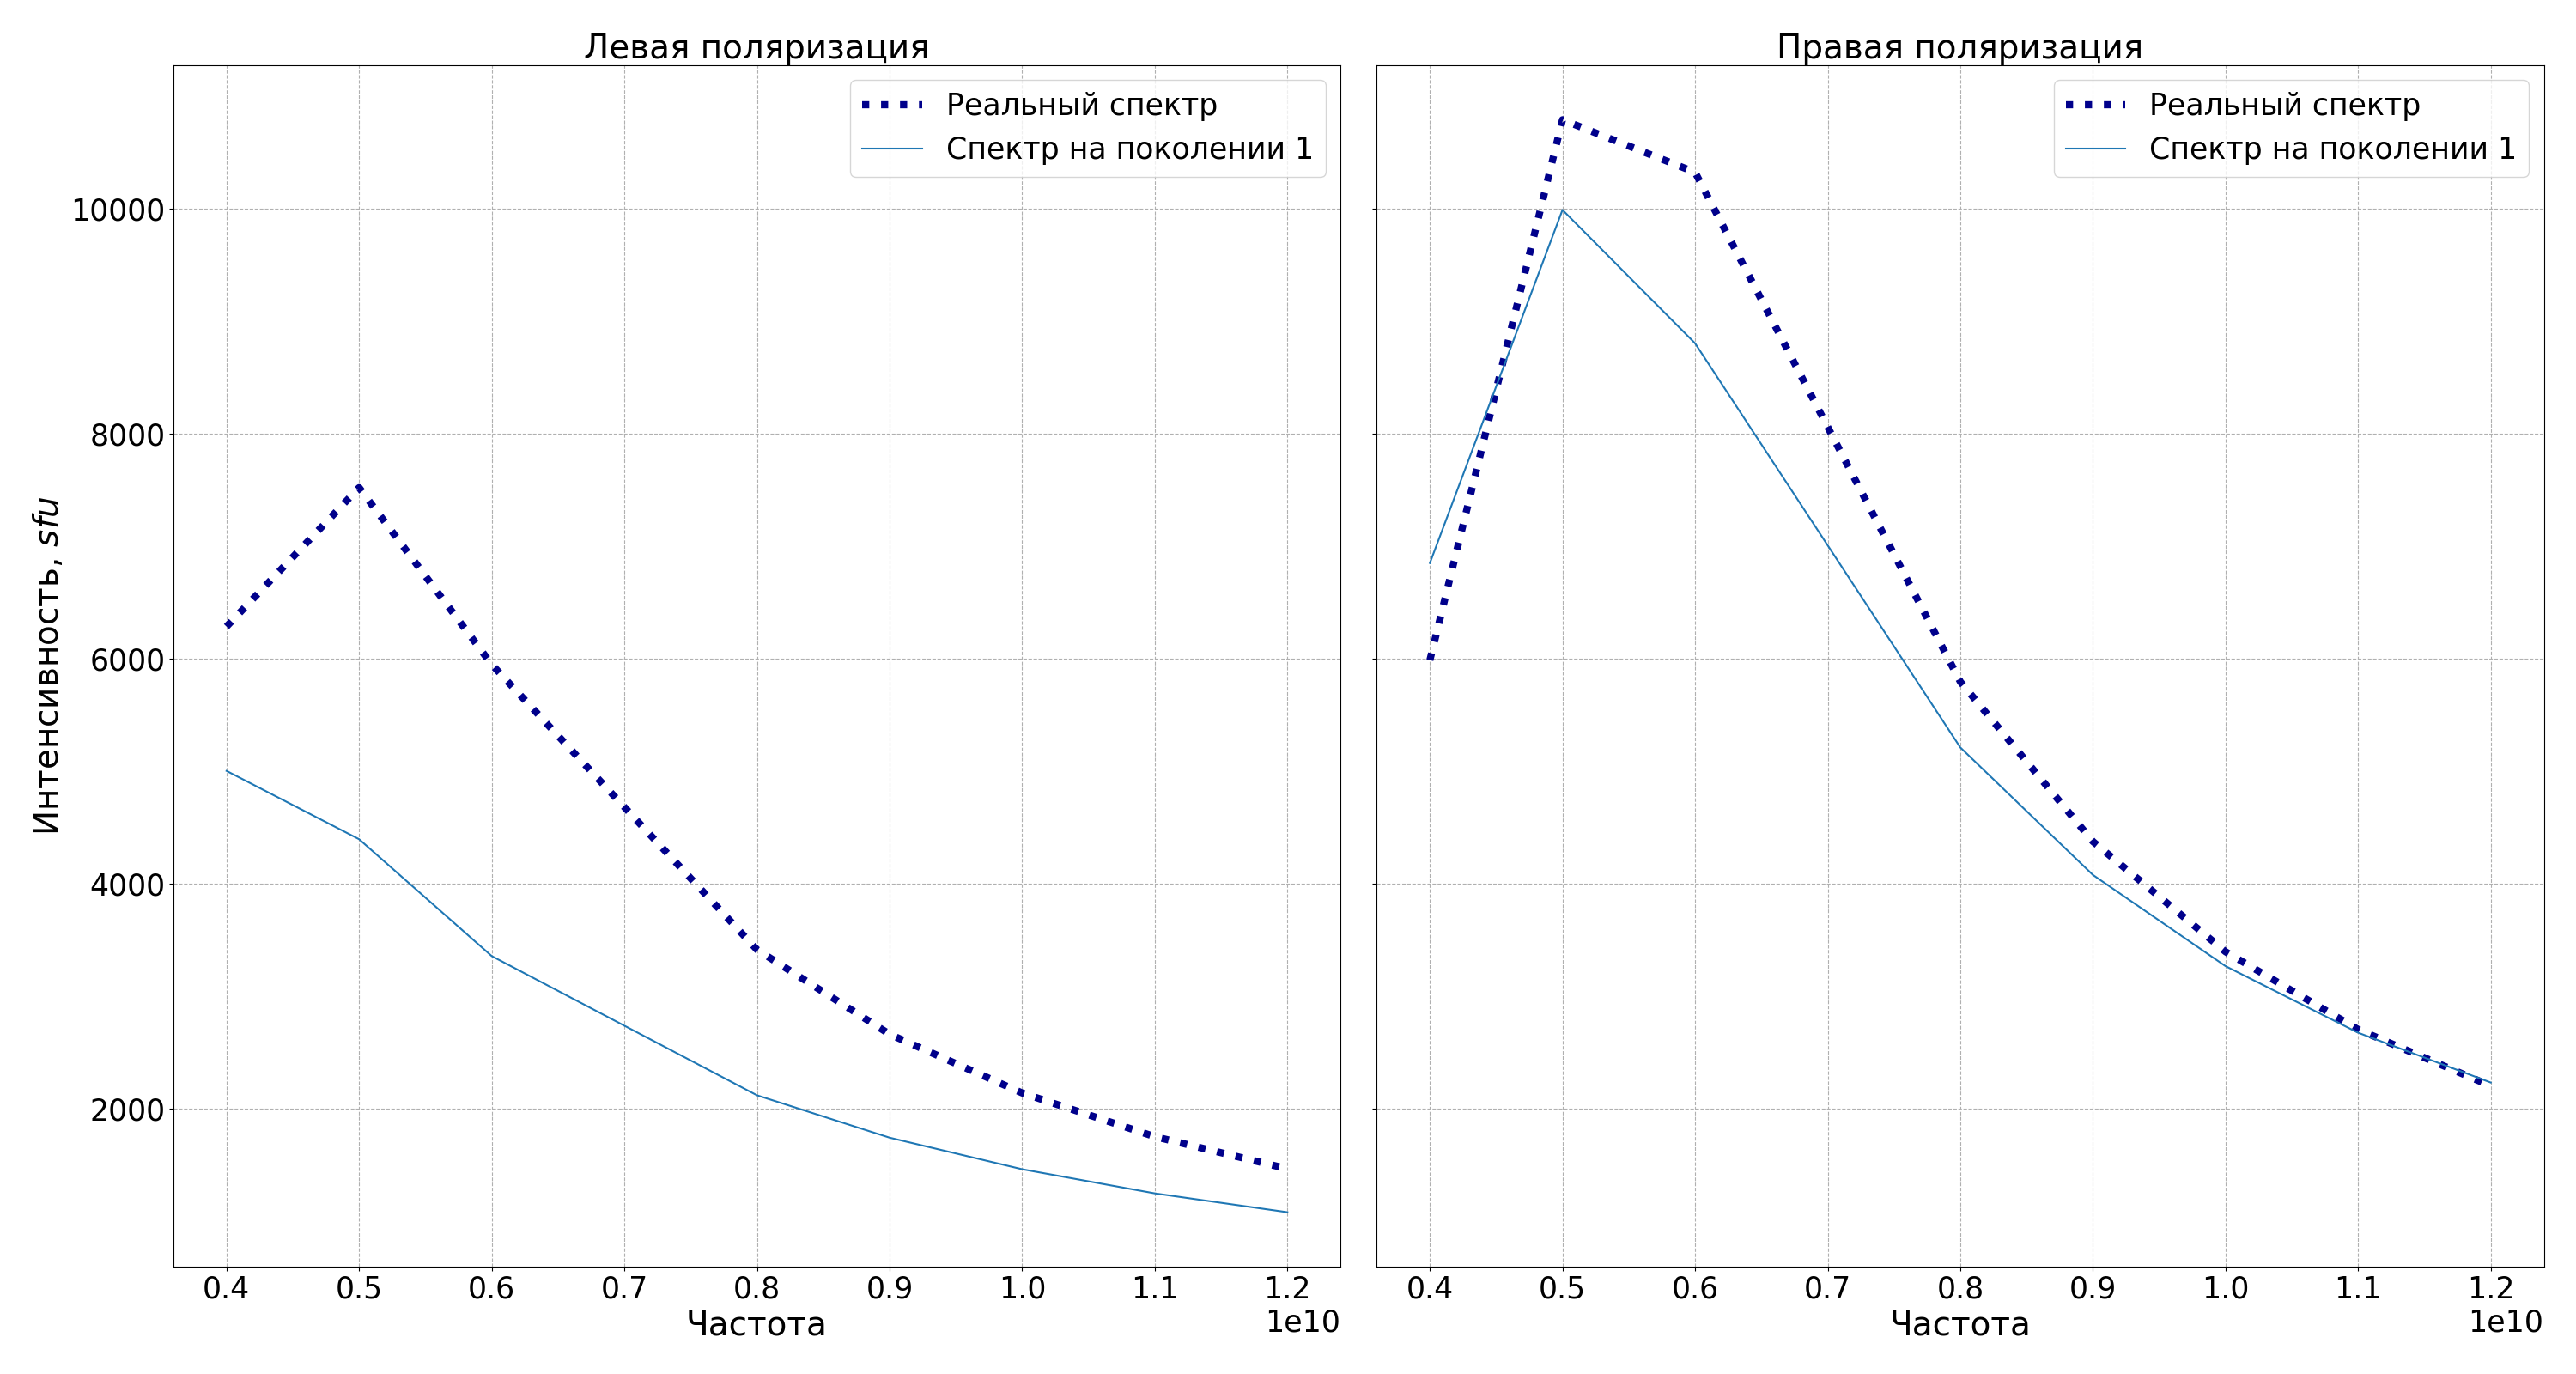 Левая поляризация
Реальный спектр
Спектр на поколении 1
Интенсивность, sfu
10000
8000
6000
4000
2000
0.4 0.5 0.6 0.7 0.8 0.9 1.0 1.1 1.2
1e10
Частота
Правая поляризация
Реальный спектр
Спектр на поколении 1
0.4 0.5 0.6 0.7 0.8 0.9 1.0 1.1 1.2
1e10
Частота